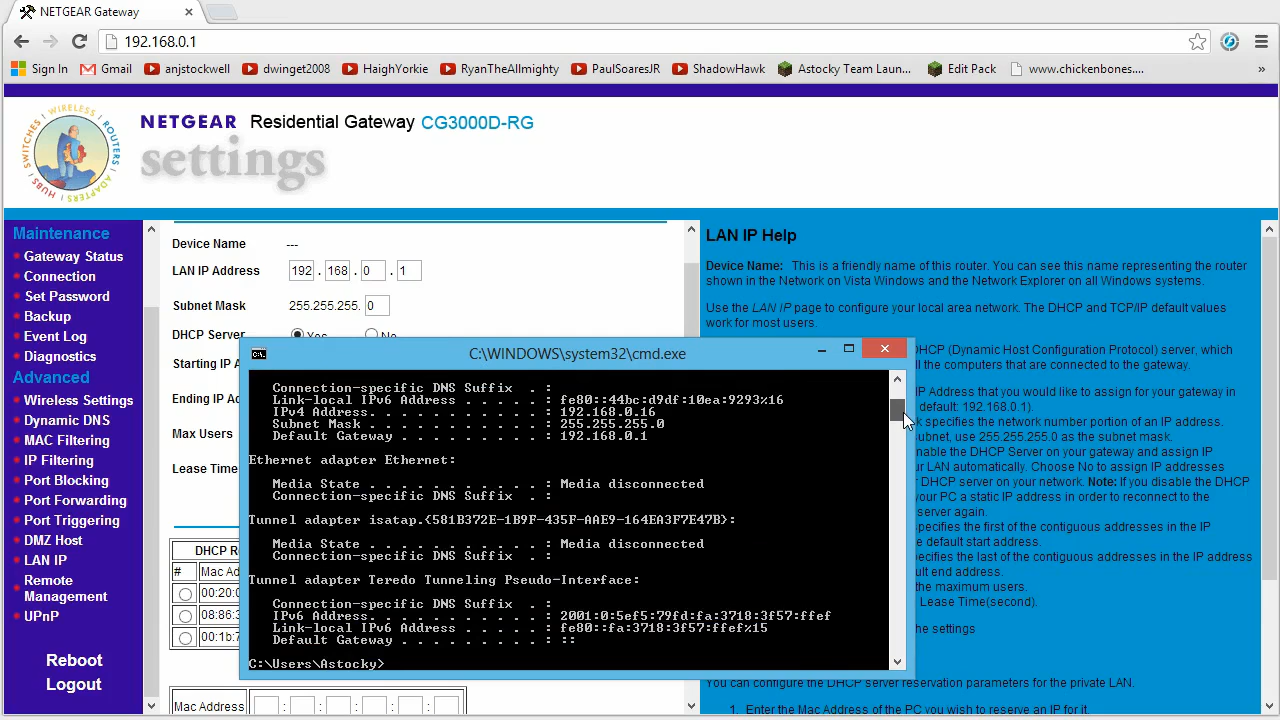 NETGEAR Gateway
192.168.0.1
Sign In Gmail anjstockwell dwinget2008 HaighYorkie RyanTheAllmighty PaulSoaresJR Astocky Team Laun... Edit Pack www.chickenbones.... »
SWITCHES WIRELESS ROUTERS ADAPTERS HUBS
NETGEAR Residential Gateway CG3000D-RG
settings
Maintenance
Gateway Status
Connection
Set Password
Backup
Event Log
Diagnostics
Advanced
Wireless Settings
Dynamic DNS
MAC Filtering
IP Filtering
Port Blocking
Port Forwarding
Port Triggering
DMZ Host
LAN IP
Remote
Management
UPnP
Reboot
Logout
Device Name ---
LAN IP Address 192 . 168 . 0 . 1
Subnet Mask 255.255.255. 0
DHCP Server Yes No
Starting IP A
Ending IP Ad
Max Users
Lease Time
DHCP R
# Mac Ad
00:20:0
08:86:3
00:1b:7
Mac Address : : : : :
C:\WINDOWS\system32\cmd.exe
Connection-specific DNS Suffix . :
Link-local IPv6 Address . . . . . : fe80::44bc:d9df:10ea:9293%16
IPv4 Address. . . . . . . . . . . : 192.168.0.16
Subnet Mask . . . . . . . . . . . : 255.255.255.0
Default Gateway . . . . . . . . . : 192.168.0.1
Ethernet adapter Ethernet:
Media State . . . . . . . . . . . : Media disconnected
Connection-specific DNS Suffix . :
Tunnel adapter isatap.{581B372E-1B9F-435F-AAE9-164EA3F7E47B}:
Media State . . . . . . . . . . . : Media disconnected
Connection-specific DNS Suffix . :
Tunnel adapter Teredo Tunneling Pseudo-Interface:
Connection-specific DNS Suffix . :
IPv6 Address. . . . . . . . . . . : 2001:0:5ef5:79fd:fa:3718:3f57:ffef
Link-local IPv6 Address . . . . . : fe80::fa:3718:3f57:ffef%15
Default Gateway . . . . . . . . . : ::
C:\Users\Astocky>
LAN IP Help
Device Name: This is a friendly name of this router. You can see this name representing the router
shown in the Network on Vista Windows and the Network Explorer on all Windows systems.
Use the LAN IP page to configure your local area network. The DHCP and TCP/IP default values
work for most users.
DHCP (Dynamic Host Configuration Protocol) server, which
ll the computers that are connected to the gateway.
IP Address that you would like to assign for your gateway in
default: 192.168.0.1).
k specifies the network number portion of an IP address.
ubnet, use 255.255.255.0 as the subnet mask.
nable the DHCP Server on your gateway and assign IP
ur LAN automatically. Choose No to assign IP addresses
r DHCP server on your network. Note: If you disable the DHCP
your PC a static IP address in order to reconnect to the
server again.
specifies the first of the contiguous addresses in the IP
e default start address.
ecifies the last of the contiguous addresses in the IP address
ult end address.
the maximum users.
Lease Time(second).
he settings
You can configure the DHCP server reservation parameters for the private LAN.
1. Enter the Mac Address of the PC you wish to reserve an IP for it.